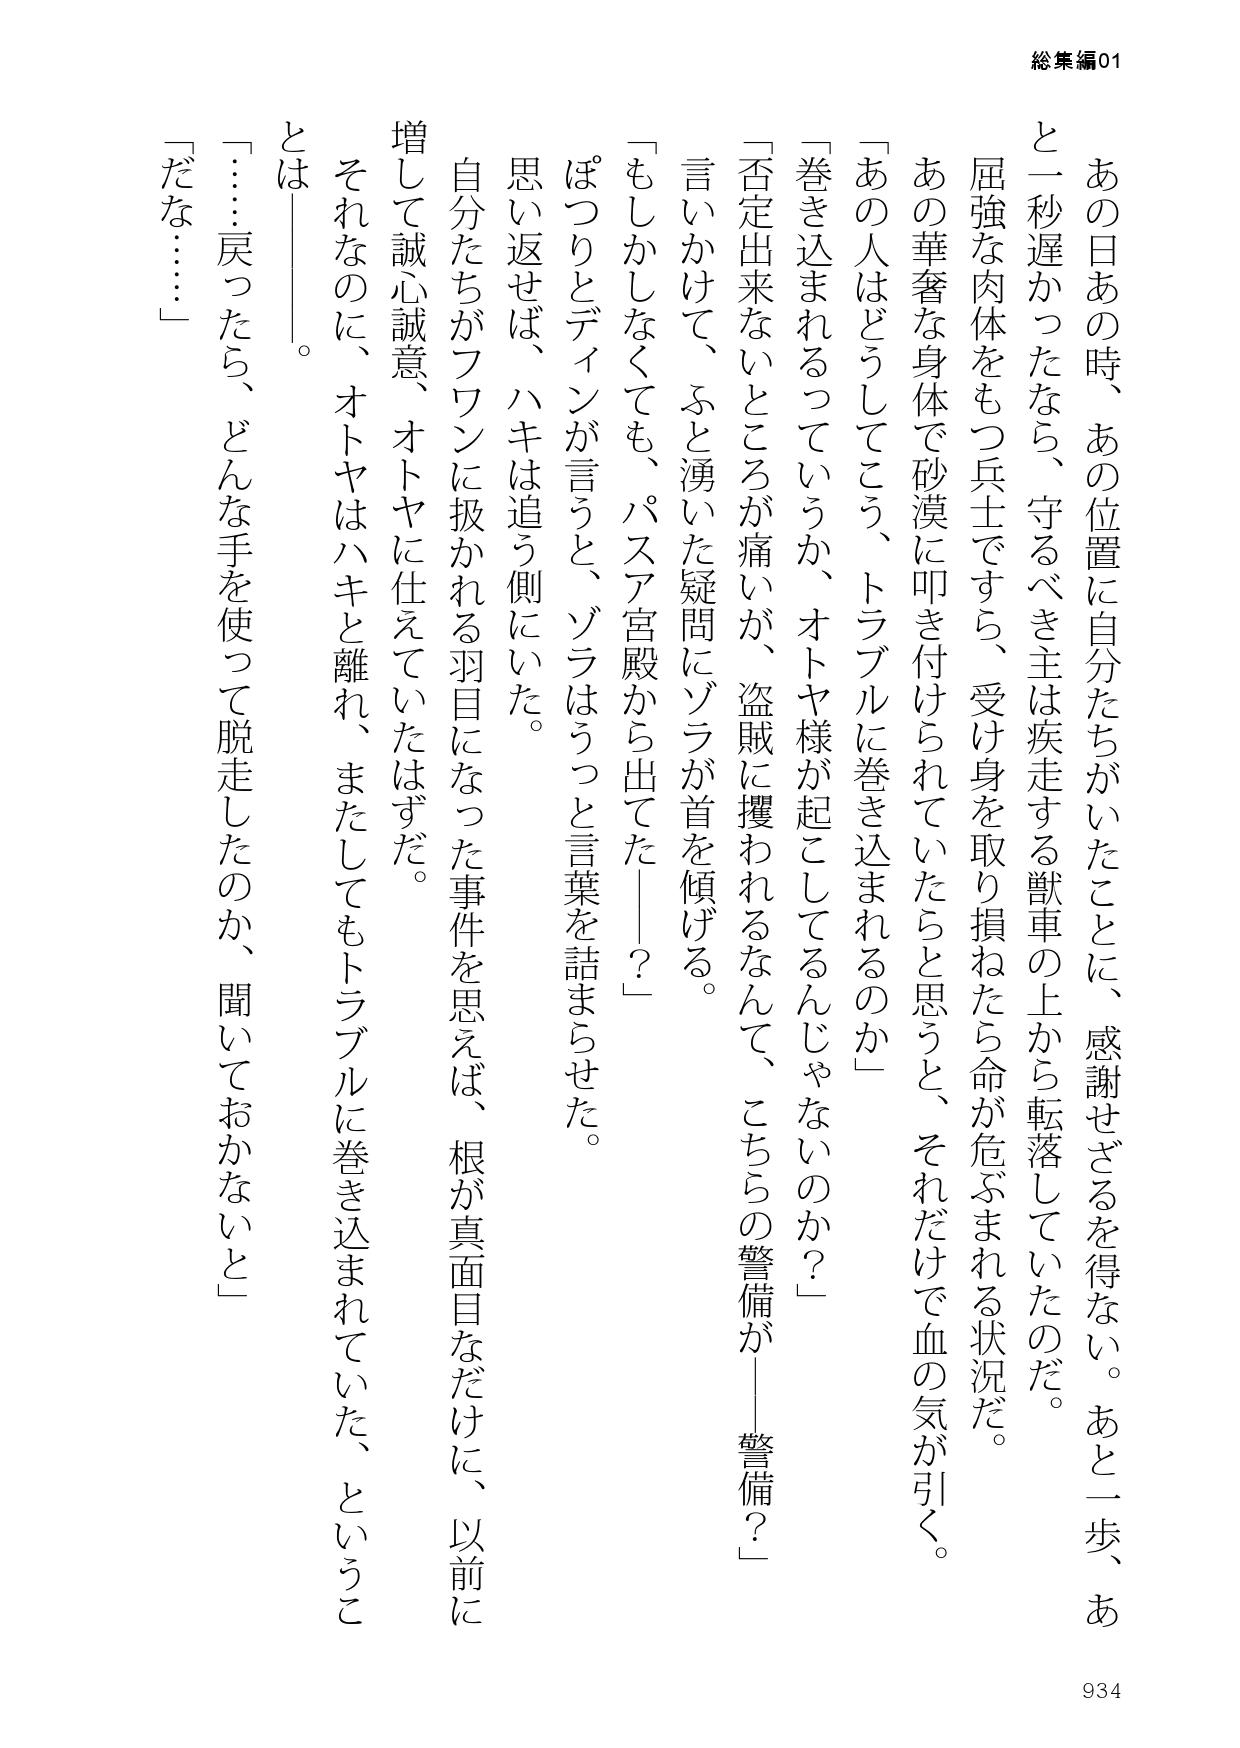 総集編01
　あの日あの時、あの位置に自分たちがいたことに、感謝せざるを得ない。あと一歩、あ
と一秒遅かったなら、守るべき主は疾走する獣車の上から転落していたのだ。
　屈強な肉体をもつ兵士ですら、受け身を取り損ねたら命が危ぶまれる状況だ。
　あの華奢な身体で砂漠に叩き付けられていたらと思うと、それだけで血の気が引く。
「あの人はどうしてこう、トラブルに巻き込まれるのか」
「巻き込まれるっていうか、オトヤ様が起こしてるんじゃないのか？」
「否定出来ないところが痛いが、盗賊に攫われるなんて、こちらの警備が――警備？」
　言いかけて、ふと湧いた疑問にゾラが首を傾げる。
「もしかしなくても、パスア宮殿から出てた――？」
　ぽつりとディンが言うと、ゾラはうっと言葉を詰まらせた。
　思い返せば、ハキは追う側にいた。
　自分たちがフワンに扱かれる羽目になった事件を思えば、根が真面目なだけに、以前に
増して誠心誠意、オトヤに仕えていたはずだ。
　それなのに、オトヤはハキと離れ、またしてもトラブルに巻き込まれていた、というこ
とは――――。
「……戻ったら、どんな手を使って脱走したのか、聞いておかないと」
「だな……」
934